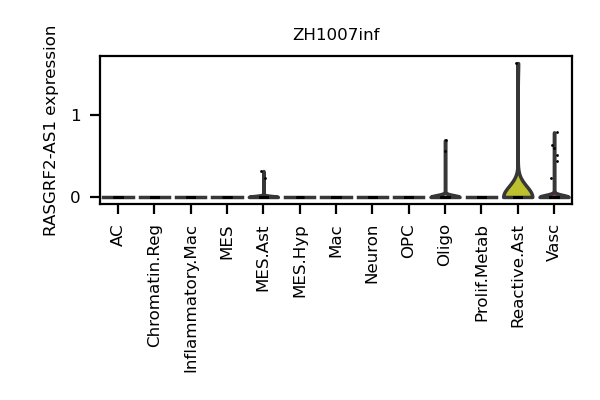 ZH1007inf
RASGRF2-AS1 expression
1
0
AC
Chromatin.Reg
Inflammatory.Mac
MES
MES.Ast
MES.Hyp
Mac
Neuron
OPC
Oligo
Prolif.Metab
Reactive.Ast
Vasc